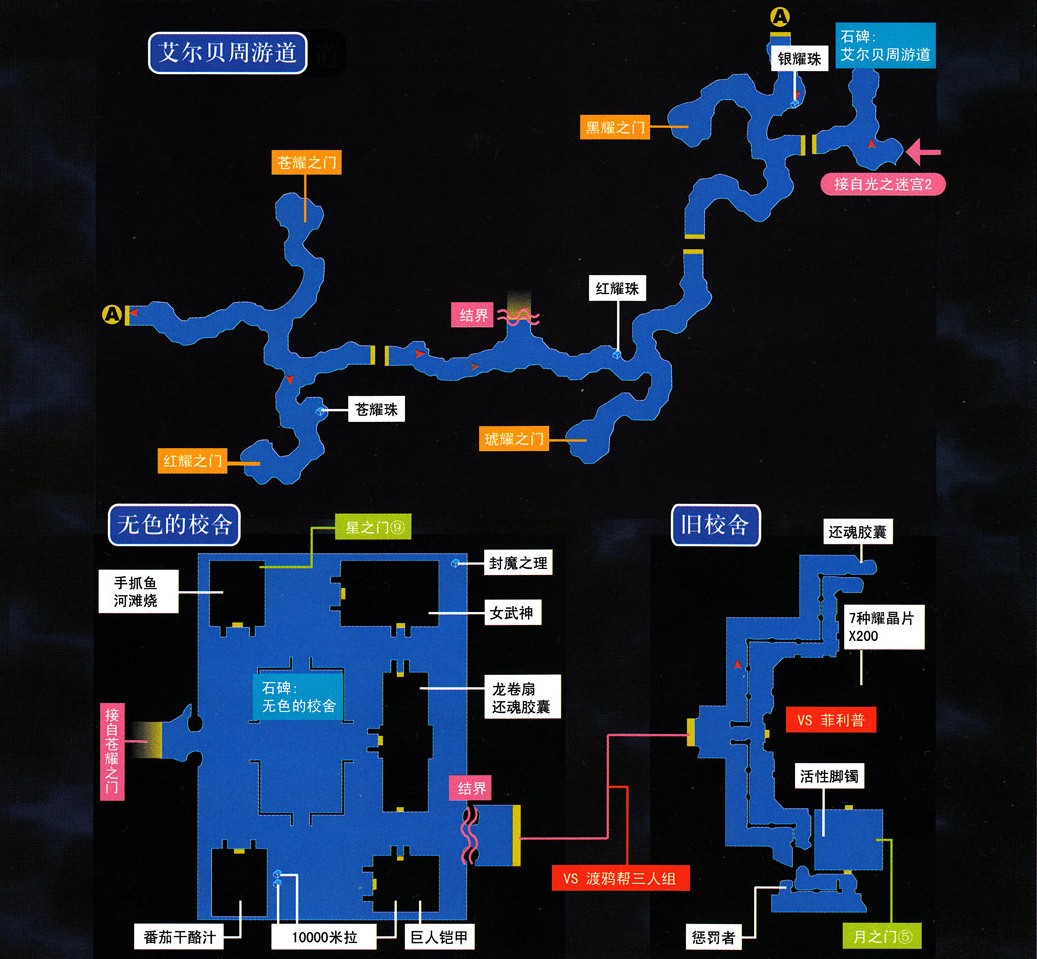 艾尔贝周游道
A
石碑：
艾尔贝周游道
银耀珠
黑耀之门
接自光之迷宫2
苍耀之门
A
结界
红耀珠
苍耀珠
琥耀之门
红耀之门
无色的校舍
星之门⑨
封魔之理
手抓鱼
河滩烧
女武神
石碑：
无色的校舍
龙卷扇
还魂胶囊
接自苍耀之门
结界
番茄干酪汁
10000米拉
巨人铠甲
VS 渡鸦帮三人组
旧校舍
还魂胶囊
7种耀晶片
X200
VS 菲利普
活性脚镯
惩罚者
月之门⑤